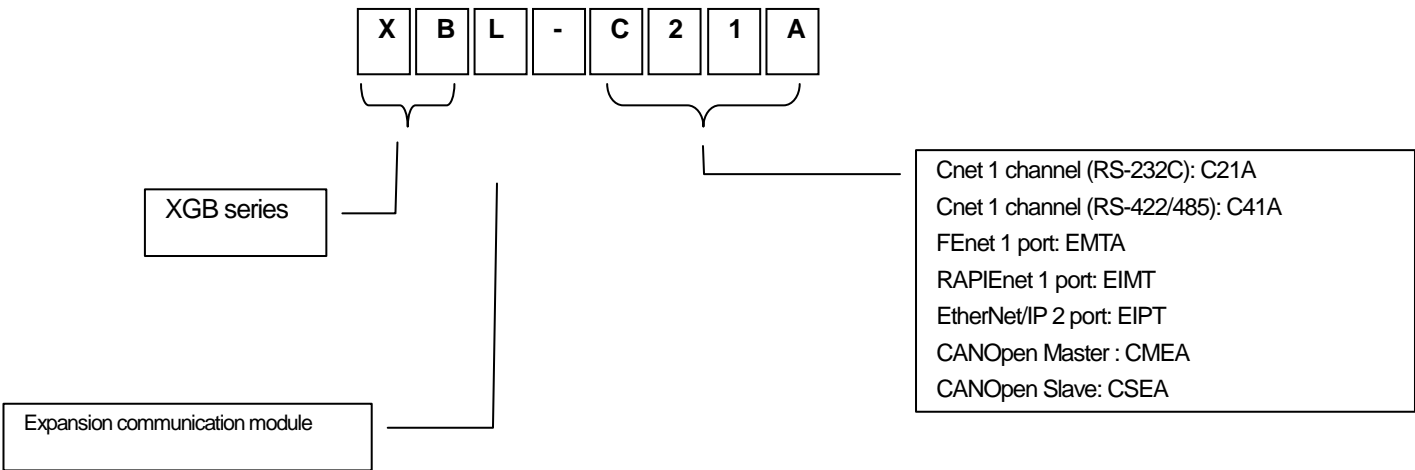 X B L - C 2 1 A
Cnet 1 channel (RS-232C): C21A
Cnet 1 channel (RS-422/485): C41A
FEnet 1 port: EMTA
RAPIEnet 1 port: EIMT
EtherNet/IP 2 port: EIPT
CANOpen Master : CMEA
CANOpen Slave: CSEA
XGB series
Expansion communication module